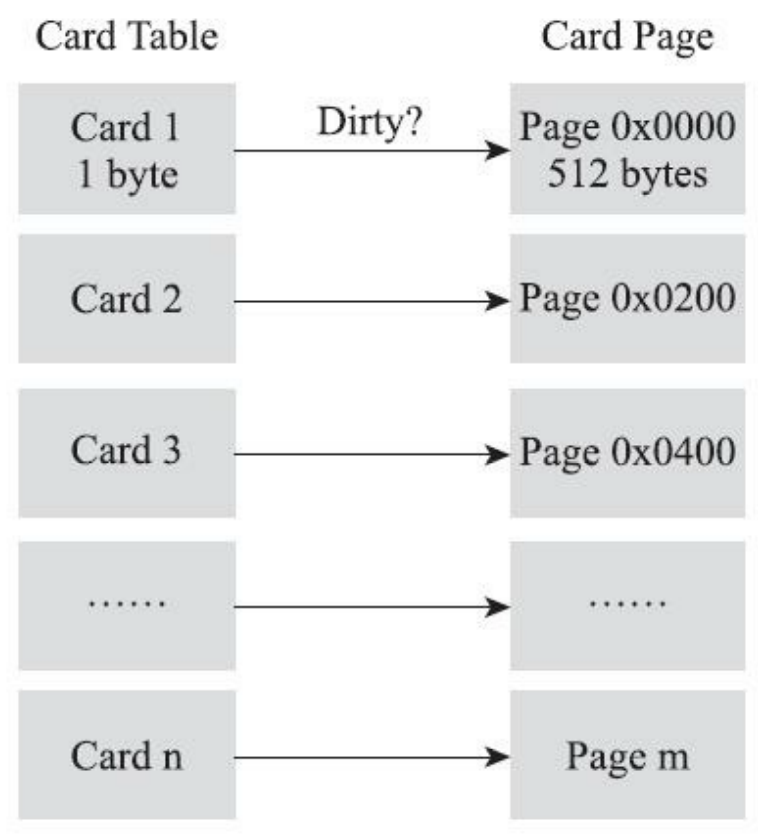 Card Table
Card Page
Card 1
1 byte
Dirty?
Page 0x0000
512 bytes
Card 2
Page 0x0200
Card 3
Page 0x0400
······
······
Card n
Page m